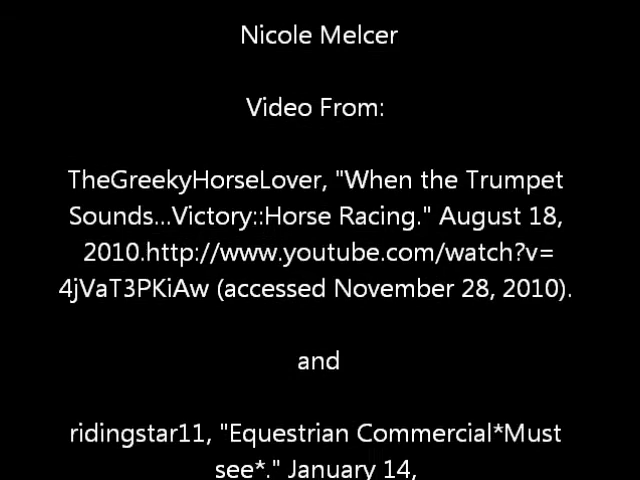 Nicole Melcer
Video From:
TheGreekyHorseLover, "When the Trumpet
Sounds...Victory::Horse Racing." August 18,
2010.http://www.youtube.com/watch?v=
4jVaT3PKiAw (accessed November 28, 2010).
and
ridingstar11, "Equestrian Commercial*Must
see*." January 14,